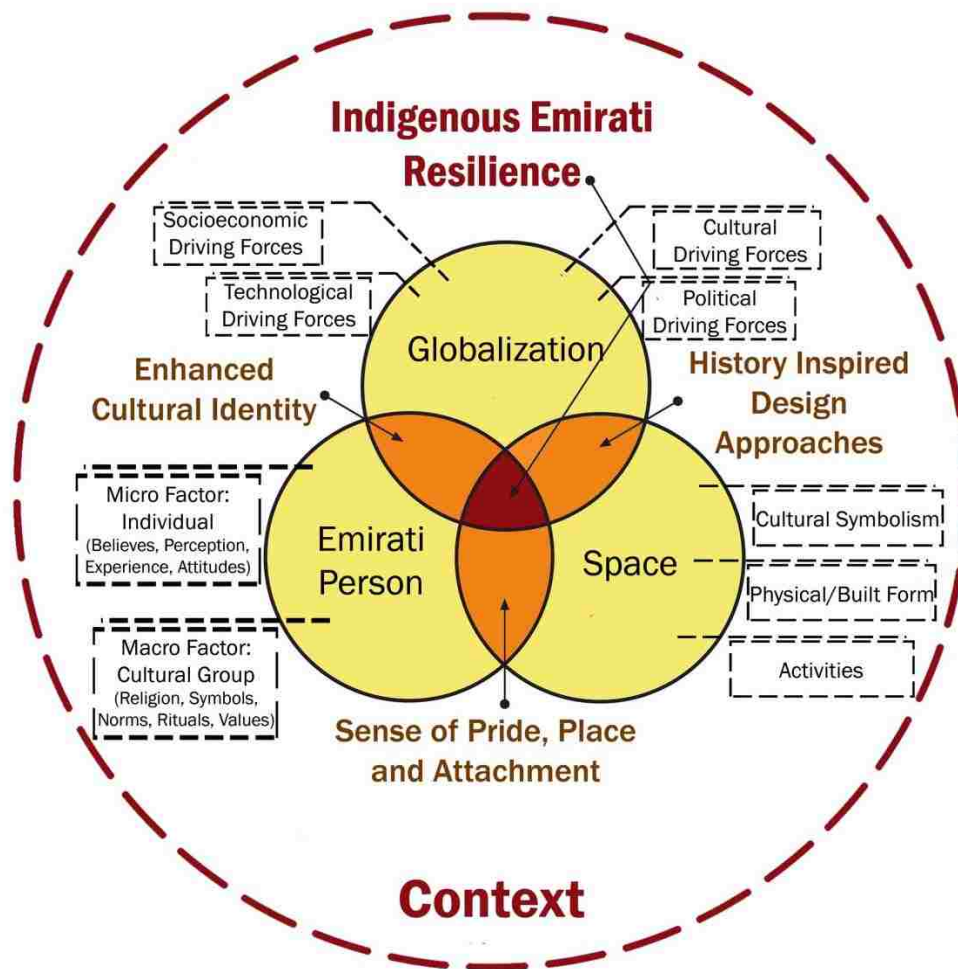 Indigenous Emirati
Resilience
Socioeconomic
Driving Forces
Cultural
Driving Forces
Technological
Driving Forces
Political
Driving Forces
Globalization
Enhanced
Cultural Identity
History Inspired
Design
Approaches
Micro Factor:
Individual
(Believes, Perception,
Experience, Attitudes)
Emirati
Person
Space
Cultural Symbolism
Physical/Built Form
Activities
Macro Factor:
Cultural Group
(Religion, Symbols,
Norms, Rituals, Values)
Sense of Pride, Place
and Attachment
Context